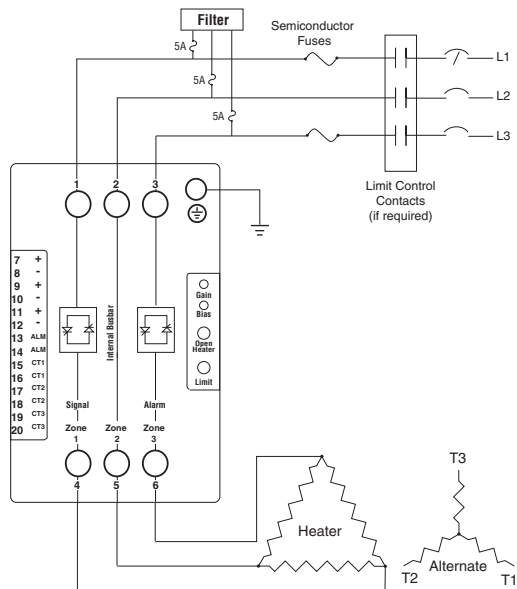 Filter
Semiconductor
Fuses
5A
5A
5A
L1
L2
L3
Limit Control
Contacts
(if required)
1
2
3
7 +
8 -
9 +
10 -
11 +
12 -
13 ALM
14 ALM
15 CT1
16 CT1
17 CT2
18 CT2
19 CT3
20 CT3
Internal Busbar
Gain
Bias
Open
Heater
Limit
Signal
Alarm
Zone
1
Zone
2
Zone
3
4
5
6
Heater
T3
T2
Alternate
T1